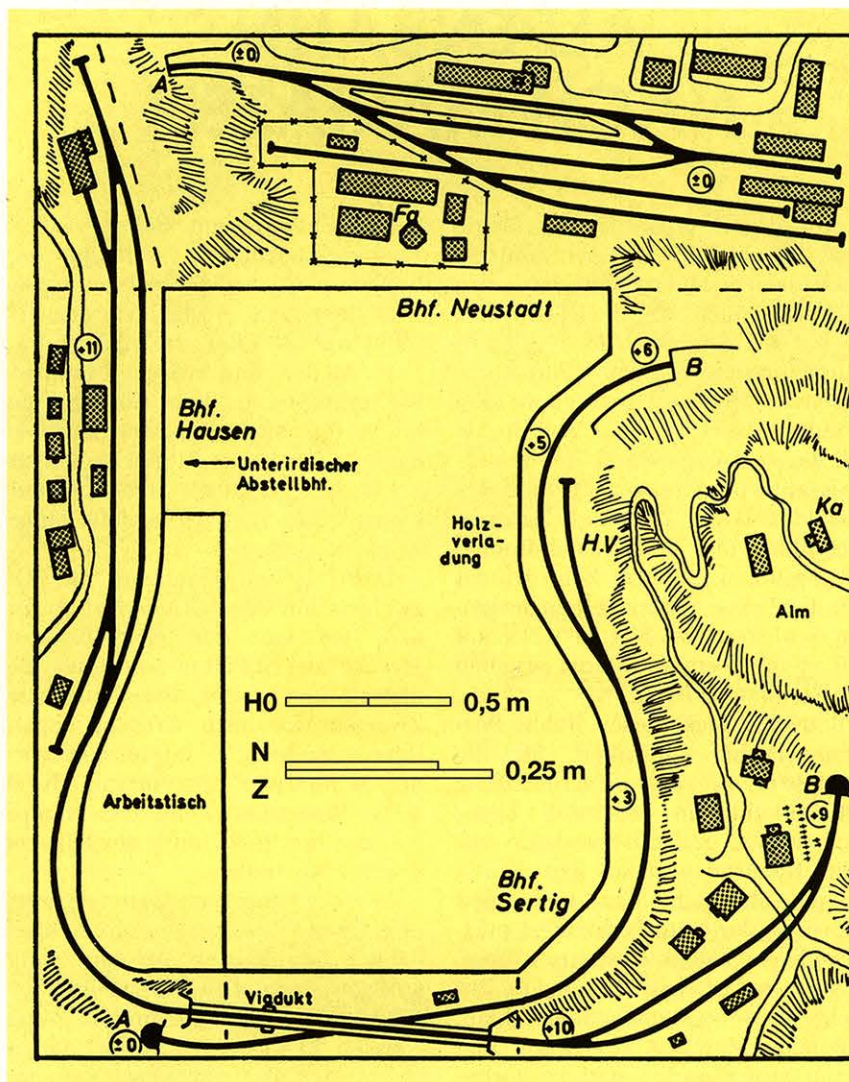 A
±0
±0
Fa
Bhf. Neustadt
+6
B
+11
Bhf.
Hausen
+5
Unterirdischer
Abstellbht.
Ka
Holz-
verla-
dung
H.V.
Alm
H0 0,5 m
N
Z 0,25 m
B
+9
+3
Arbeitstisch
Bhf.
Sertig
Viadukt
A
±0
+10